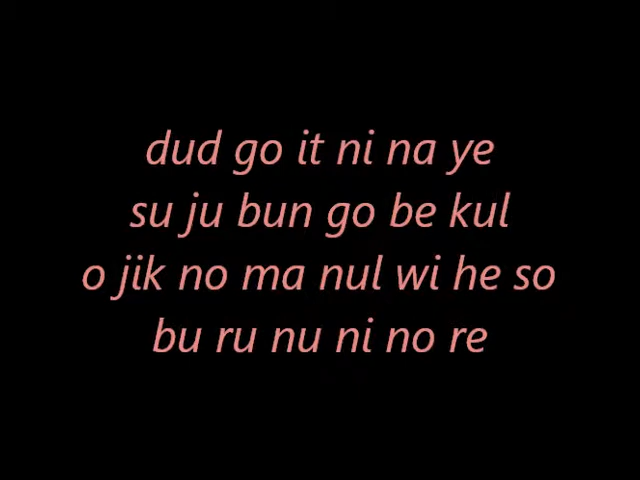 dud go it ni na ye
su ju bun go be kul
o jik no ma nul wi he so
bu ru nu ni no re